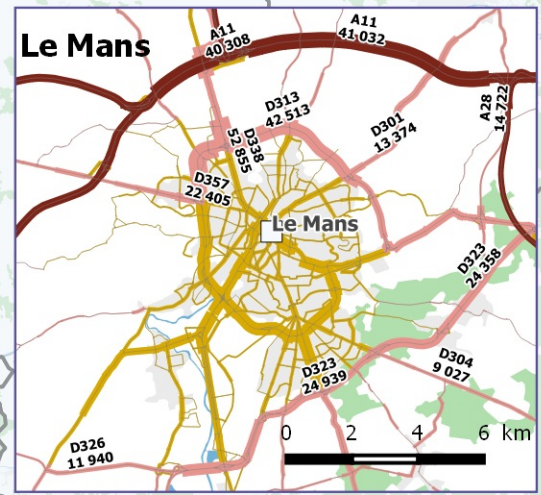 Le Mans
A11
40 308
A11
41 032
D313
42 513
D301
13 374
A28
14 722
D338
52 855
D357
22 405
Le Mans
D323
24 358
D323
24 939
D304
9 027
D326
11 940
0 2 4 6 km